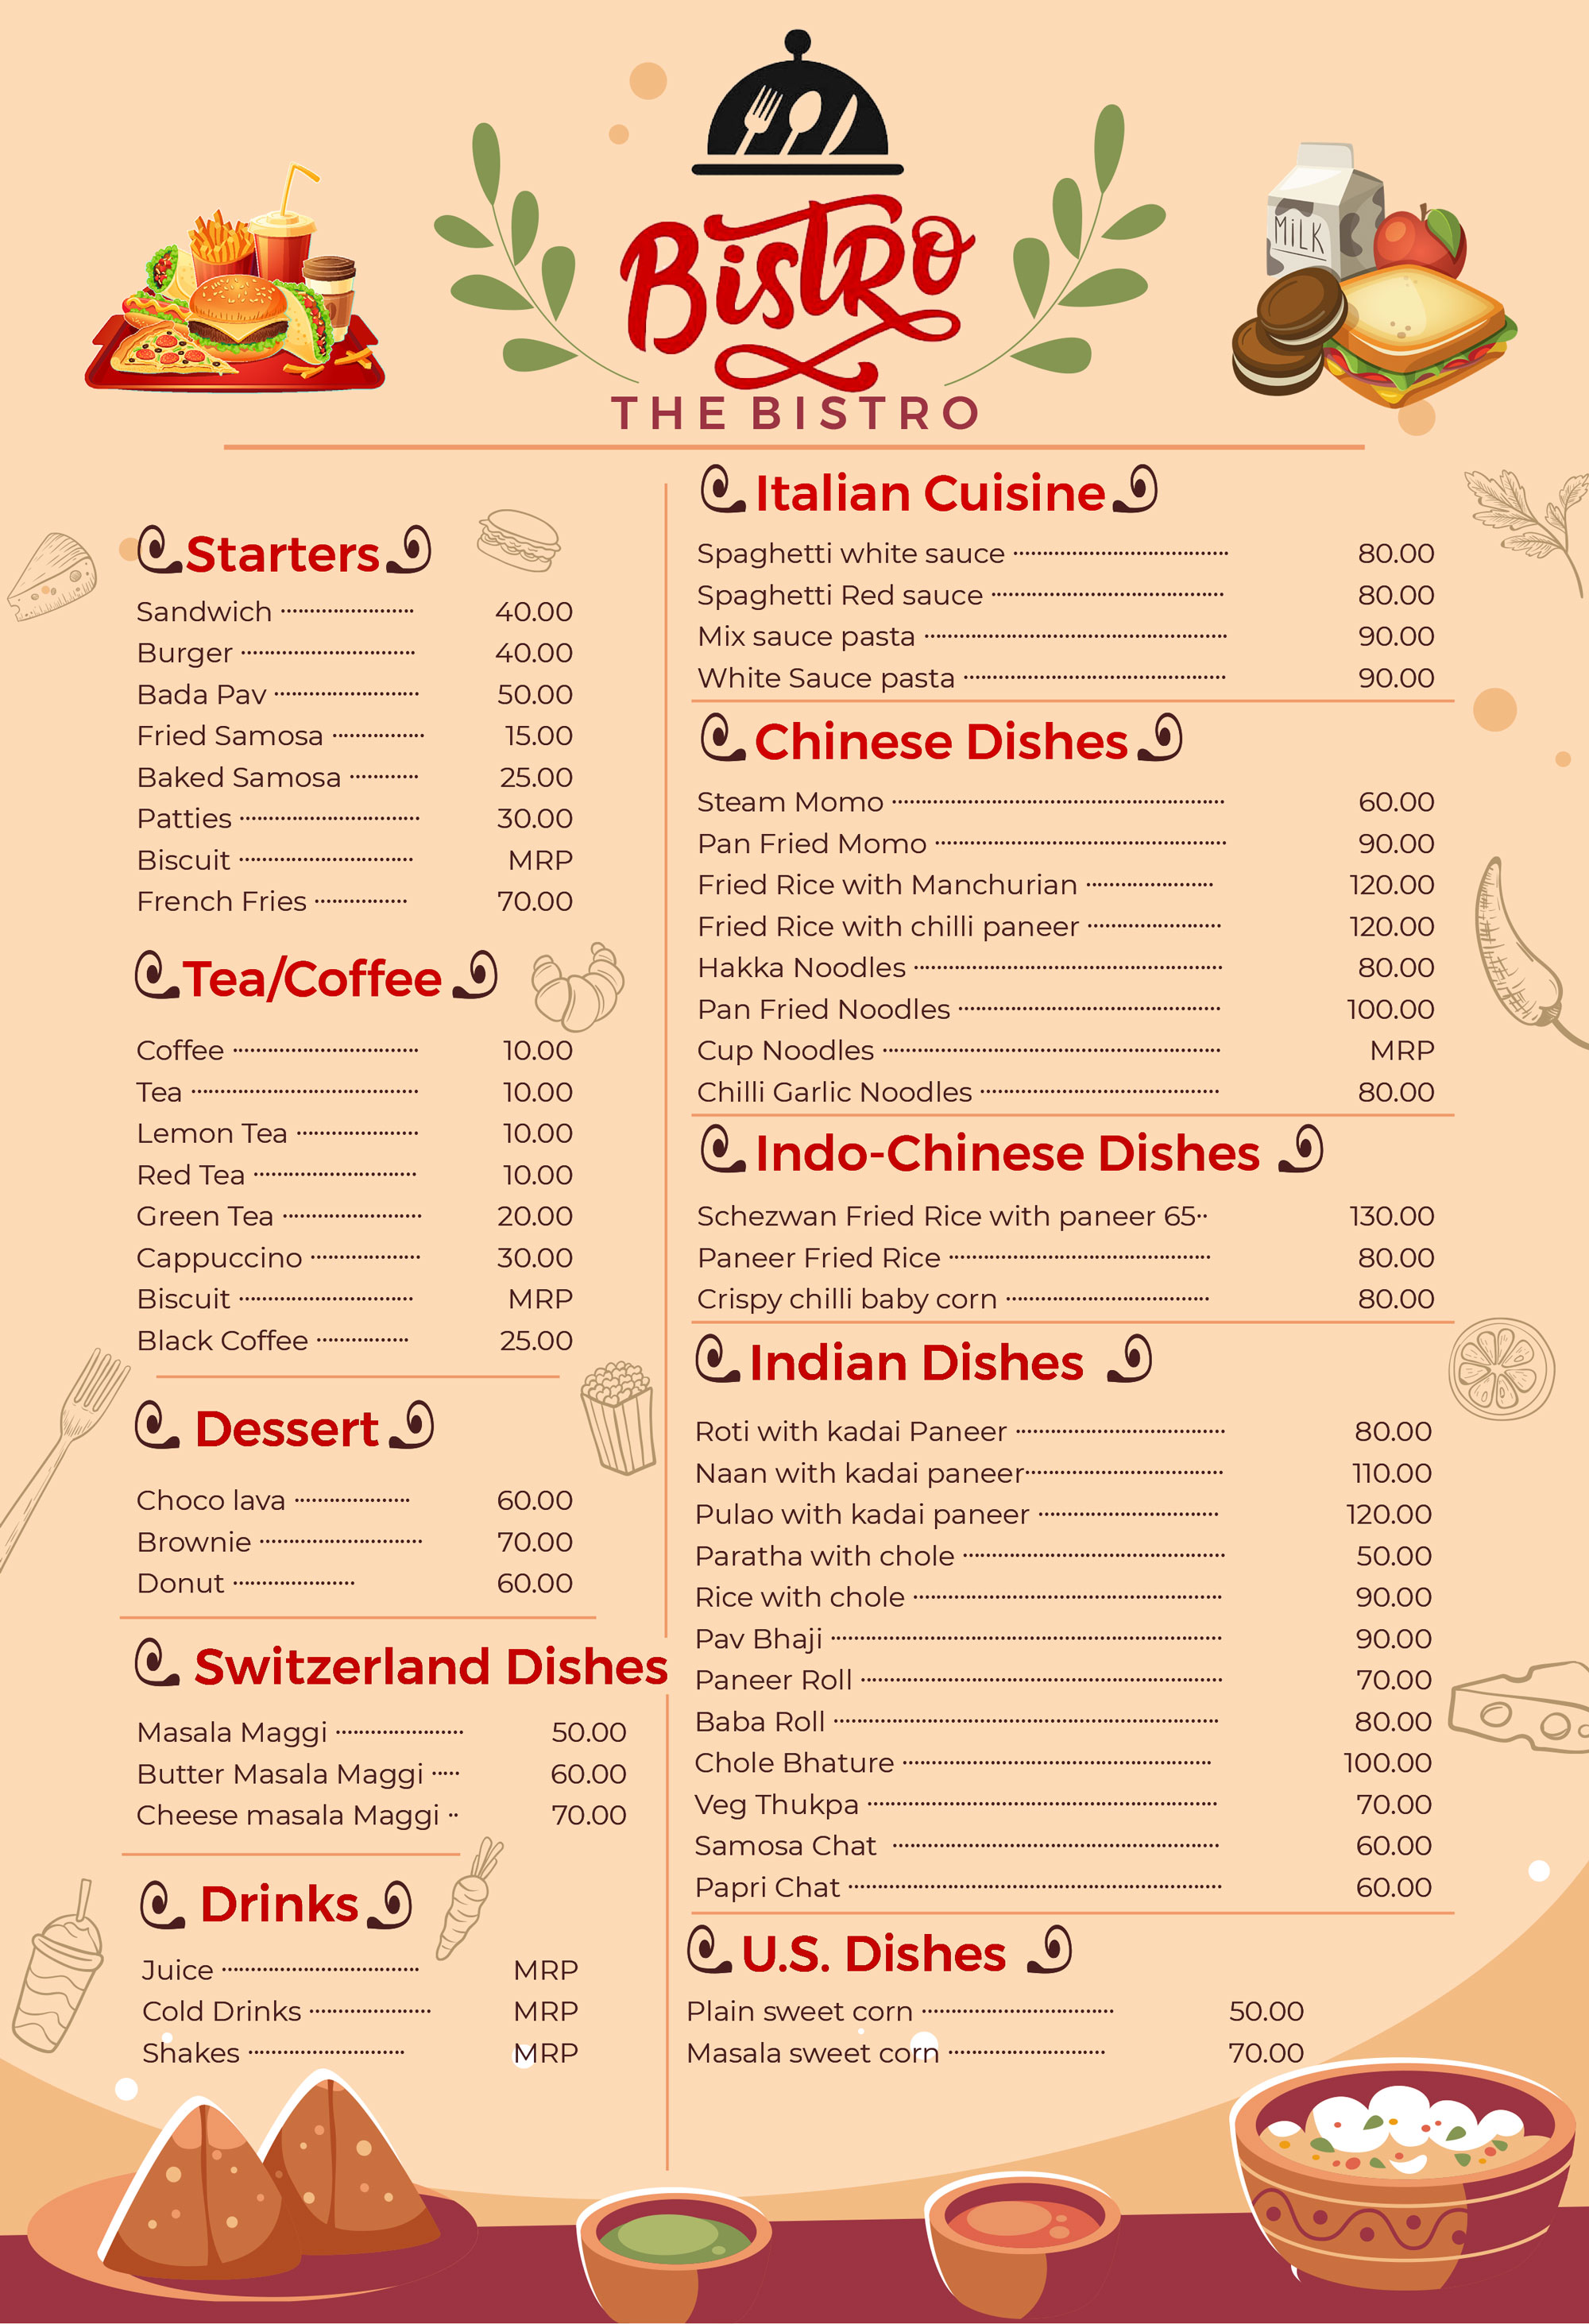 MiLK
BistRo
THE BISTRO
Starters
Sandwich ........................ 40.00
Burger ........................ 40.00
Bada Pav ........................ 50.00
Fried Samosa ................ 15.00
Baked Samosa ............ 25.00
Patties ........................ 30.00
Biscuit ........................ MRP
French Fries ................ 70.00
Tea/Coffee
Coffee ........................ 10.00
Tea ........................ 10.00
Lemon Tea .................... 10.00
Red Tea ........................ 10.00
Green Tea .................... 20.00
Cappuccino ................ 30.00
Biscuit ........................ MRP
Black Coffee ................ 25.00
Dessert
Choco lava .................... 60.00
Brownie ........................ 70.00
Donut .................... 60.00
Switzerland Dishes
Masala Maggi .................... 50.00
Butter Masala Maggi ..... 60.00
Cheese masala Maggi .. 70.00
Drinks
Juice ........................ MRP
Cold Drinks .................... MRP
Shakes ........................ MRP
Italian Cuisine
Spaghetti white sauce ........................ 80.00
Spaghetti Red sauce ........................ 80.00
Mix sauce pasta ........................ 90.00
White Sauce pasta ........................ 90.00
Chinese Dishes
Steam Momo ........................ 60.00
Pan Fried Momo ........................ 90.00
Fried Rice with Manchurian .................... 120.00
Fried Rice with chilli paneer .................... 120.00
Hakka Noodles ........................ 80.00
Pan Fried Noodles ........................ 100.00
Cup Noodles ........................ MRP
Chilli Garlic Noodles ........................ 80.00
Indo-Chinese Dishes
Schezwan Fried Rice with paneer 65.. 130.00
Paneer Fried Rice ........................ 80.00
Crispy chilli baby corn ........................ 80.00
Indian Dishes
Roti with kadai Paneer ........................ 80.00
Naan with kadai paneer........................ 110.00
Pulao with kadai paneer ........................ 120.00
Paratha with chole ........................ 50.00
Rice with chole ........................ 90.00
Pav Bhaji ........................ 90.00
Paneer Roll ........................ 70.00
Baba Roll ........................ 80.00
Chole Bhature ........................ 100.00
Veg Thukpa ........................ 70.00
Samosa Chat ........................ 60.00
Papri Chat ........................ 60.00
U.S. Dishes
Plain sweet corn ........................ 50.00
Masala sweet corn ........................ 70.00